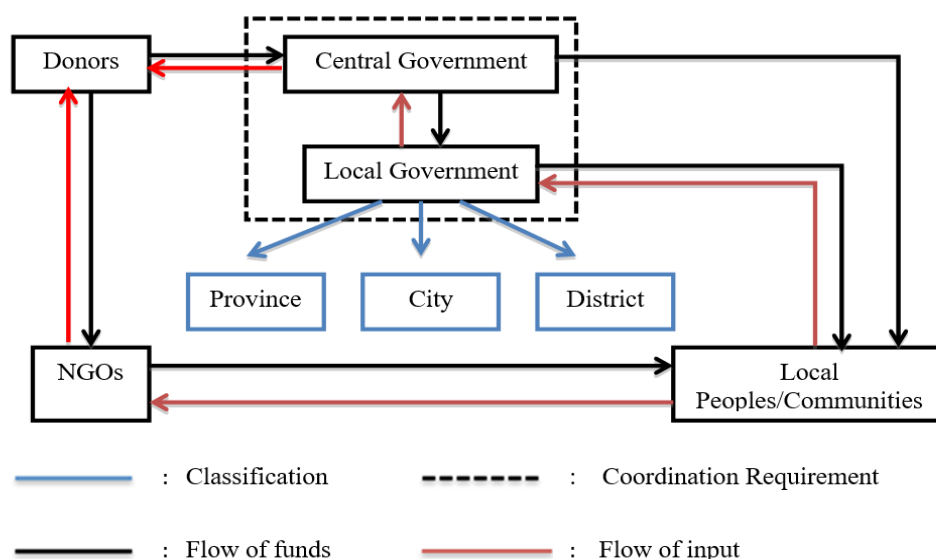 Donors
Central Government
Local Government
Province
City
District
NGOs
Local
Peoples/Communities
: Classification
: Coordination Requirement
: Flow of funds
: Flow of input